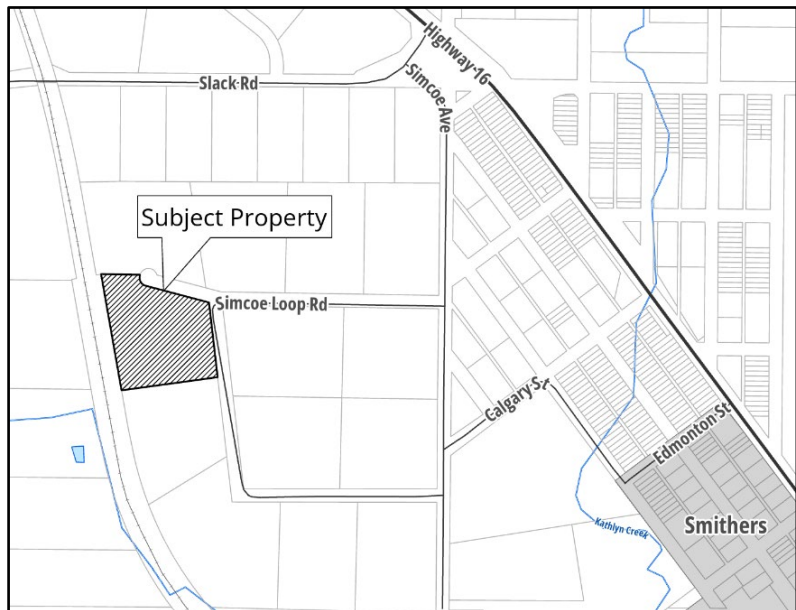 Highway 16
Slack Rd
Simcoe Ave
Subject Property
Simcoe Loop Rd
Calgary St
Edmonton St
Smithers
Kathlyn Creek